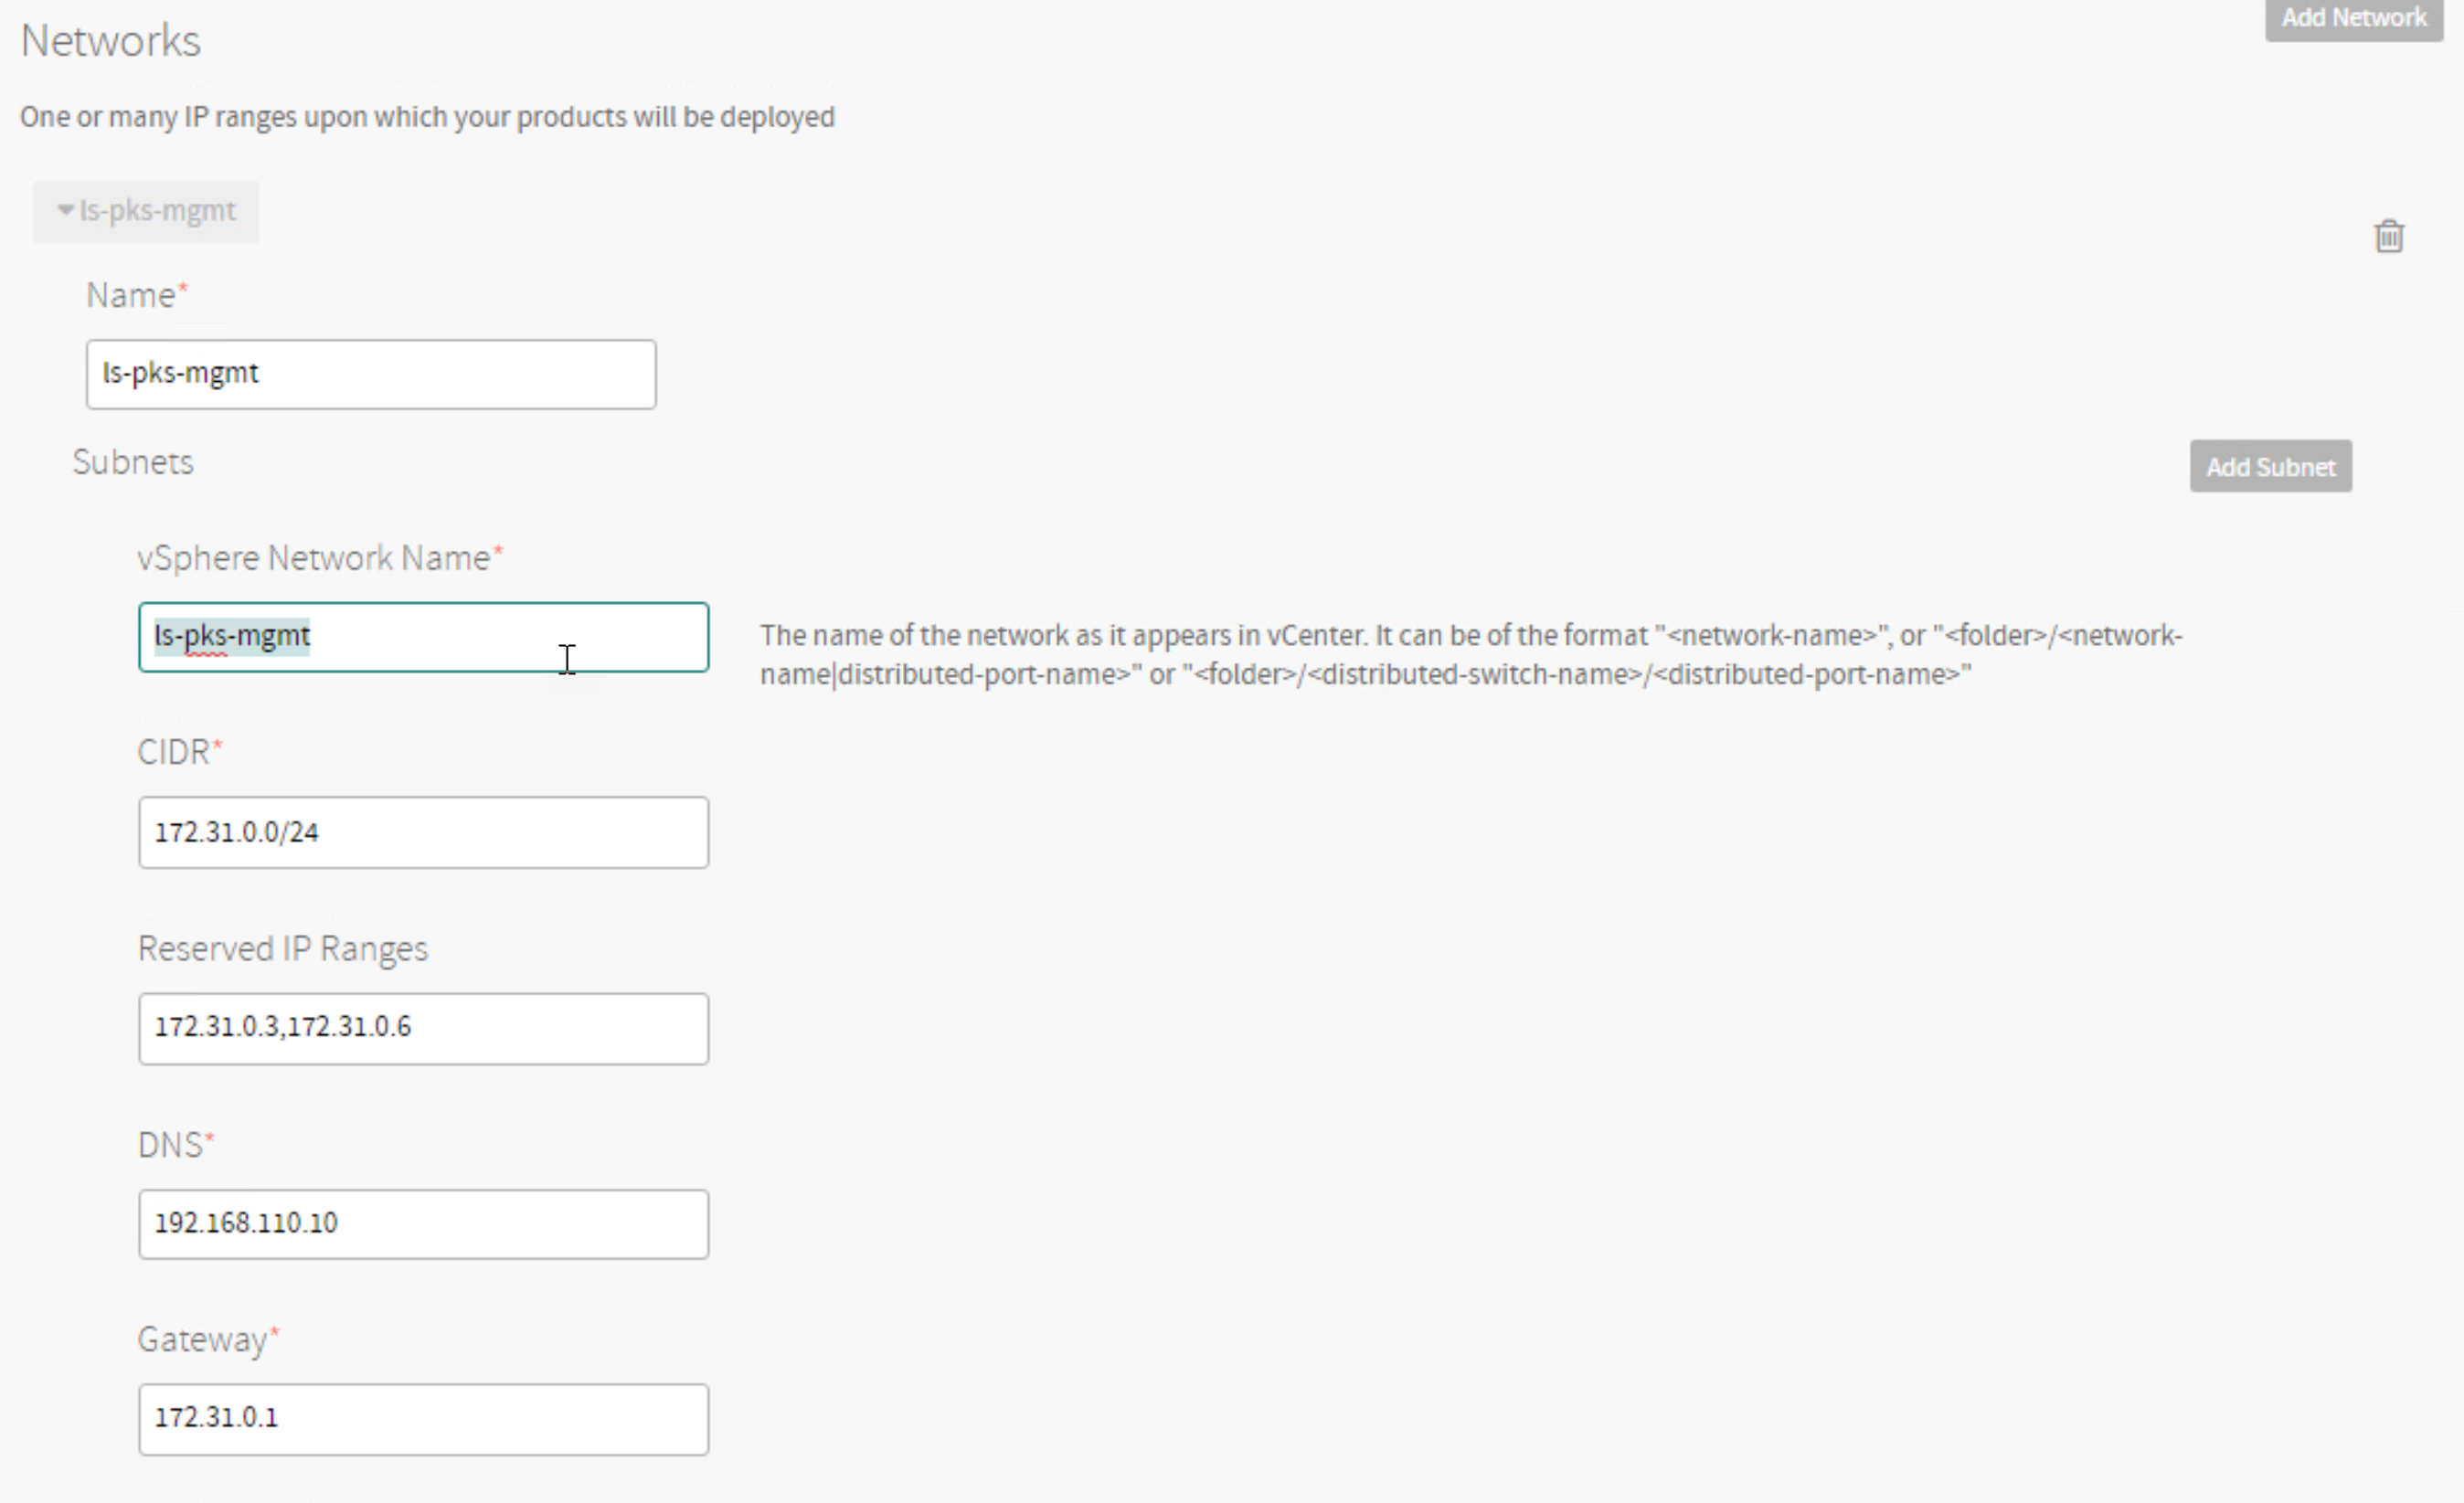 Add Network
Networks
One or many IP ranges upon which your products will be deployed
ls-pks-mgmt
Name*
ls-pks-mgmt
Subnets
Add Subnet
vSphere Network Name*
ls-pks-mgmt
The name of the network as it appears in vCenter. It can be of the format "<network-name>", or "<folder>/<network-
name|distributed-port-name>" or "<folder>/<distributed-switch-name>/<distributed-port-name>"
CIDR*
172.31.0.0/24
Reserved IP Ranges
172.31.0.3,172.31.0.6
DNS*
192.168.110.10
Gateway*
172.31.0.1